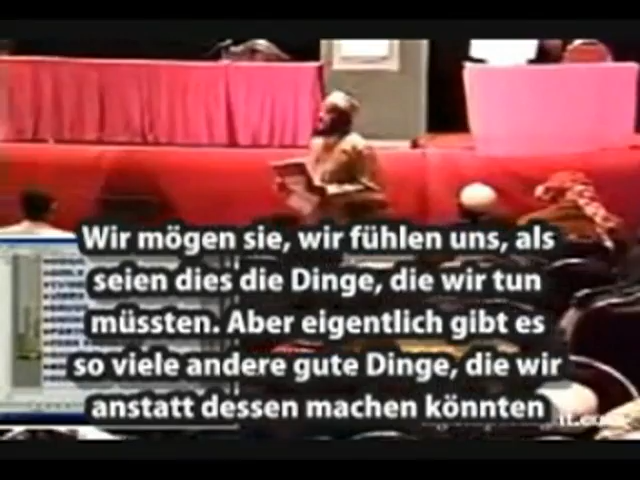 Wir mögen sie, wir fühlen uns, als
seien dies die Dinge, die wir tun
müssten. Aber eigentlich gibt es
so viele andere gute Dinge, die wir
anstatt dessen machen könnten